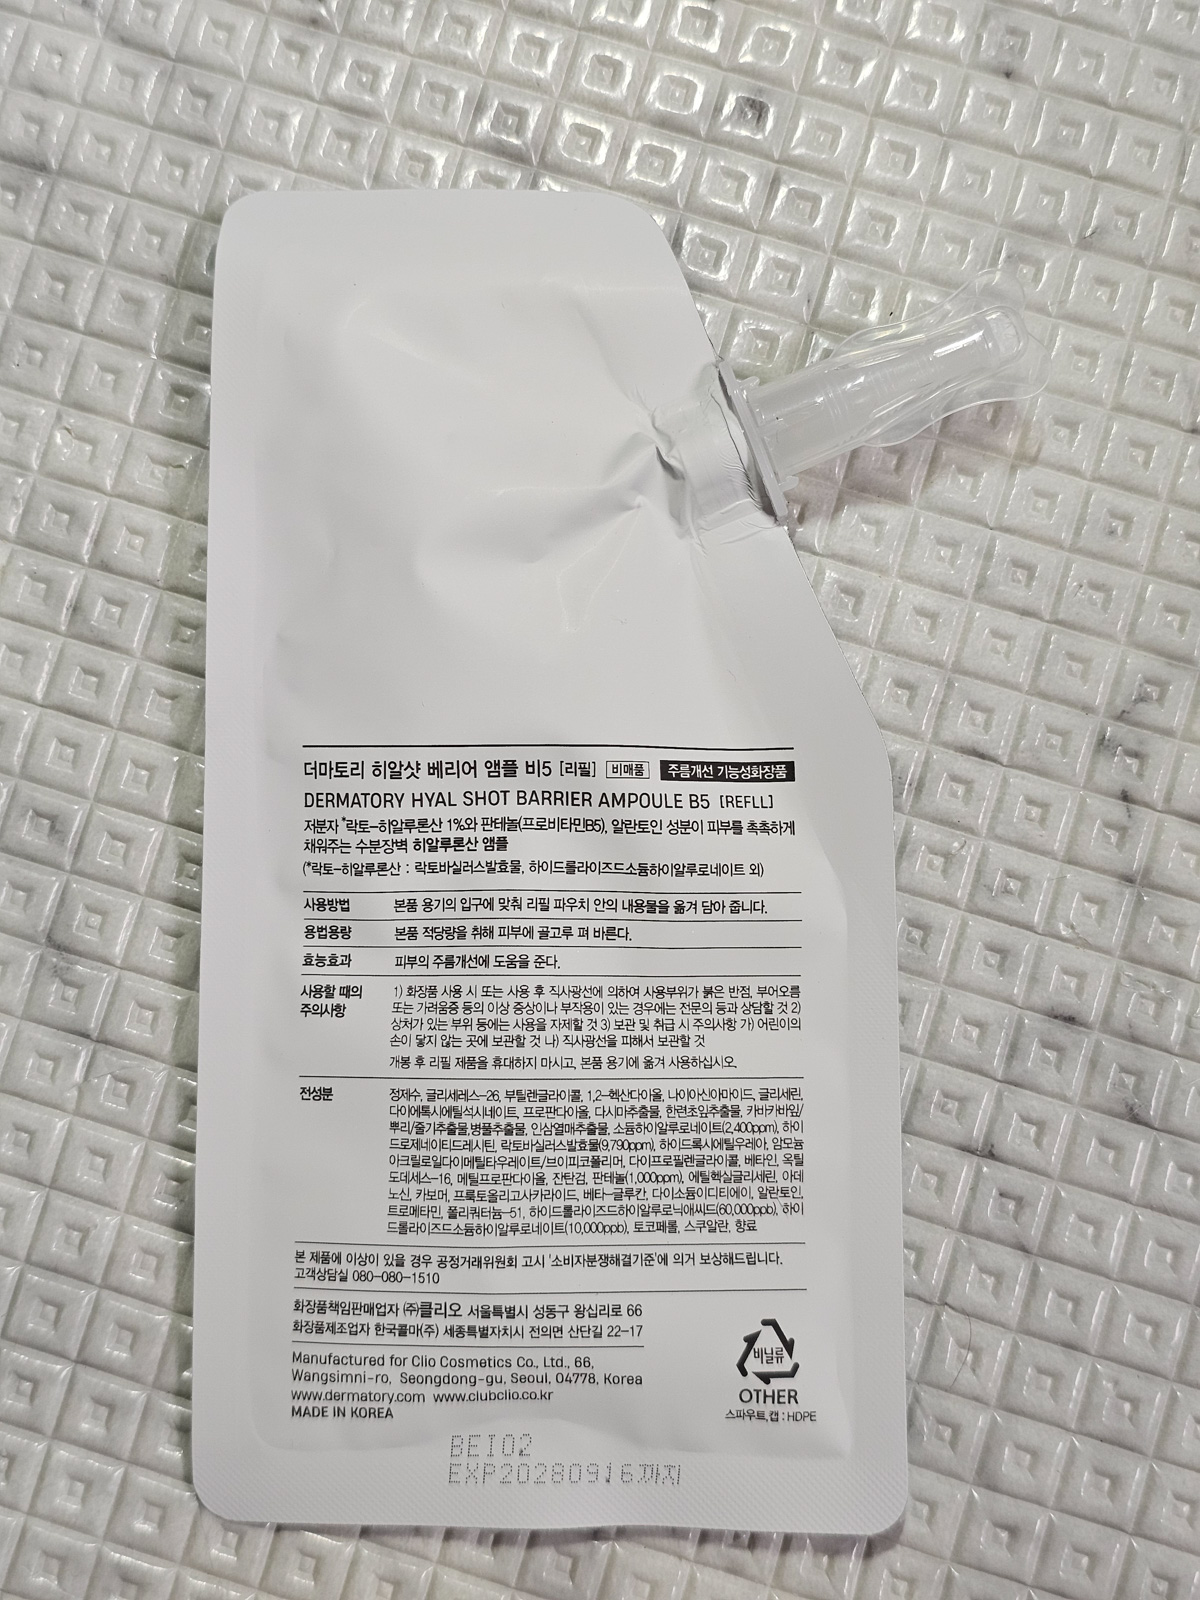 더마토리 히알샷 베리어 앰플 비5 [리필] 비매품 주름개선 기능성화장품
DERMATORY HYAL SHOT BARRIER AMPOULE B5 [REFLL]
저분자 *락토-히알루론산 1%와 판테놀(프로비타민B5), 알란토인 성분이 피부를 촉촉하게
채워주는 수분장벽 히알루론산 앰플
(*락토-히알루론산 : 락토바실러스발효물, 하이드롤라이즈드소듐하이알루로네이트 외)
사용방법 본품 용기의 입구에 맞춰 리필 파우치 안의 내용물을 옮겨 담아 줍니다.
용법용량 본품 적당량을 취해 피부에 골고루 펴 바른다.
효능효과 피부의 주름개선에 도움을 준다.
사용할 때의 1) 화장품 사용 시 또는 사용 후 직사광선에 의하여 사용부위가 붉은 반점, 부어오름
주의사항 또는 가려움증 등의 이상 증상이나 부작용이 있는 경우에는 전문의 등과 상담할 것 2)
상처가 있는 부위 등에는 사용을 자제할 것 3) 보관 및 취급 시 주의사항 가) 어린이의
손이 닿지 않는 곳에 보관할 것 나) 직사광선을 피해서 보관할 것
개봉 후 리필 제품을 휴대하지 마시고, 본품 용기에 옮겨 사용하십시오.
전성분 정제수, 글리세레스-26, 부틸렌글라이콜, 1,2-헥산다이올, 나이아신아마이드, 글리세린,
다이에톡시에틸석시네이트, 프로판다이올, 다시마추출물, 한련초잎추출물, 카바카바잎/
뿌리/줄기추출물,병풀추출물, 인삼열매추출물, 소듐하이알루로네이트(2,400ppm), 하이
드로제네이티드레시틴, 락토바실러스발효물(9,790ppm), 하이드록시에틸우레아, 암모늄
아크릴로일다이메틸타우레이트/브이피코폴리머, 다이프로필렌글라이콜, 베타인, 옥틸
도데세스-16, 메틸프로판다이올, 잔탄검, 판테놀(1,000ppm), 에틸헥실글리세린, 아데
노신, 카보머, 프룩토올리고사카라이드, 베타-글루칸, 다이소듐이디티에이, 알란토인,
트로메타민, 폴리쿼터늄-51, 하이드롤라이즈드하이알루로닉애씨드(60,000ppb), 하이
드롤라이즈드소듐하이알루로네이트(10,000ppb), 토코페롤, 스쿠알란, 향료
본 제품에 이상이 있을 경우 공정거래위원회 고시 '소비자분쟁해결기준'에 의거 보상해드립니다.
고객상담실 080-080-1510
화장품책임판매업자 ㈜클리오 서울특별시 성동구 왕십리로 66
화장품제조업자 한국콜마(주) 세종특별자치시 전의면 산단길 22-17
Manufactured for Clio Cosmetics Co., Ltd., 66,
Wangsimni-ro, Seongdong-gu, Seoul, 04778, Korea
www.dermatory.com www.clubclio.co.kr
MADE IN KOREA
비닐류
OTHER
스파우트,캡 : HDPE
BEI02
EXP20280916까지